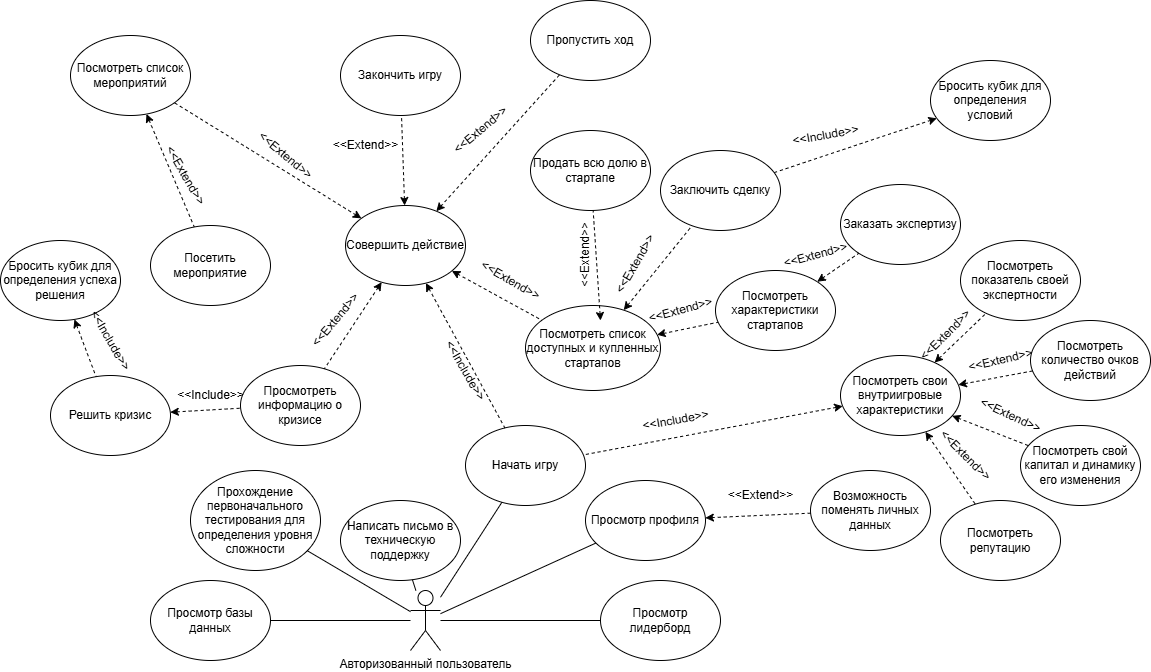 Пропустить ход
Посмотреть список
мероприятий
Закончить игру
<<Extend>>
Бросить кубик для
определения
условий
<<Include>>
<<Extend>>
<<Extend>>
<<Extend>>
Продать всю долю в
стартапе
Заключить сделку
Заказать экспертизу
Посетить
мероприятие
Совершить действие
<<Extend>>
<<Extend>>
<<Extend>>
Бросить кубик для
определения успеха
решения
<<Extend>>
Посмотреть
характеристики
стартапов
Посмотреть
показатель своей
экспертности
<<Include>>
<<Extend>>
<<Extend>>
Посмотреть список
доступных и купленных
стартапов
<<Extend>>
Посмотреть
количество очков
действий
<<Extend>>
<<Include>>
Решить кризис
<<Include>>
Просмотреть
информацию о
кризисе
Посмотреть свои
внутриигровые
характеристики
<<Include>>
<<Extend>>
<<Extend>>
Посмотреть свой
капитал и динамику
его изменения
Начать игру
Прохождение
первоначального
тестирования для
определения уровня
сложности
Написать письмо в
техническую
поддержку
Просмотр профиля
<<Extend>>
Возможность
поменять личных
данных
Посмотреть
репутацию
Просмотр базы
данных
Просмотр
лидерборд
Авторизованный пользователь